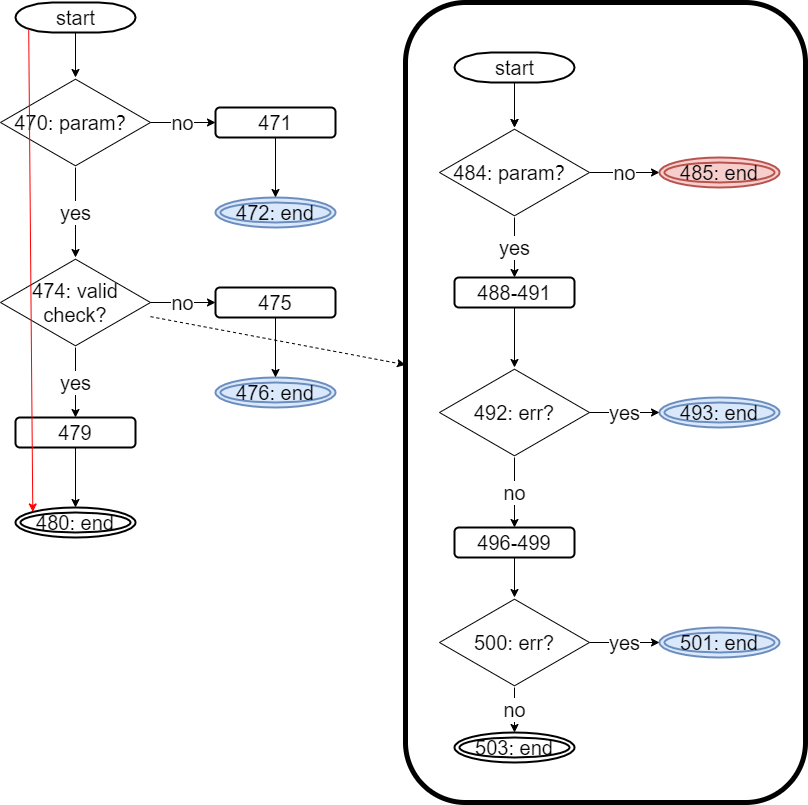 start
470: param?
no
471
472: end
yes
474: valid
check?
no
475
476: end
yes
479
480: end
start
484: param?
no
485: end
yes
488-491
492: err?
yes
493: end
no
496-499
500: err?
yes
501: end
no
503: end